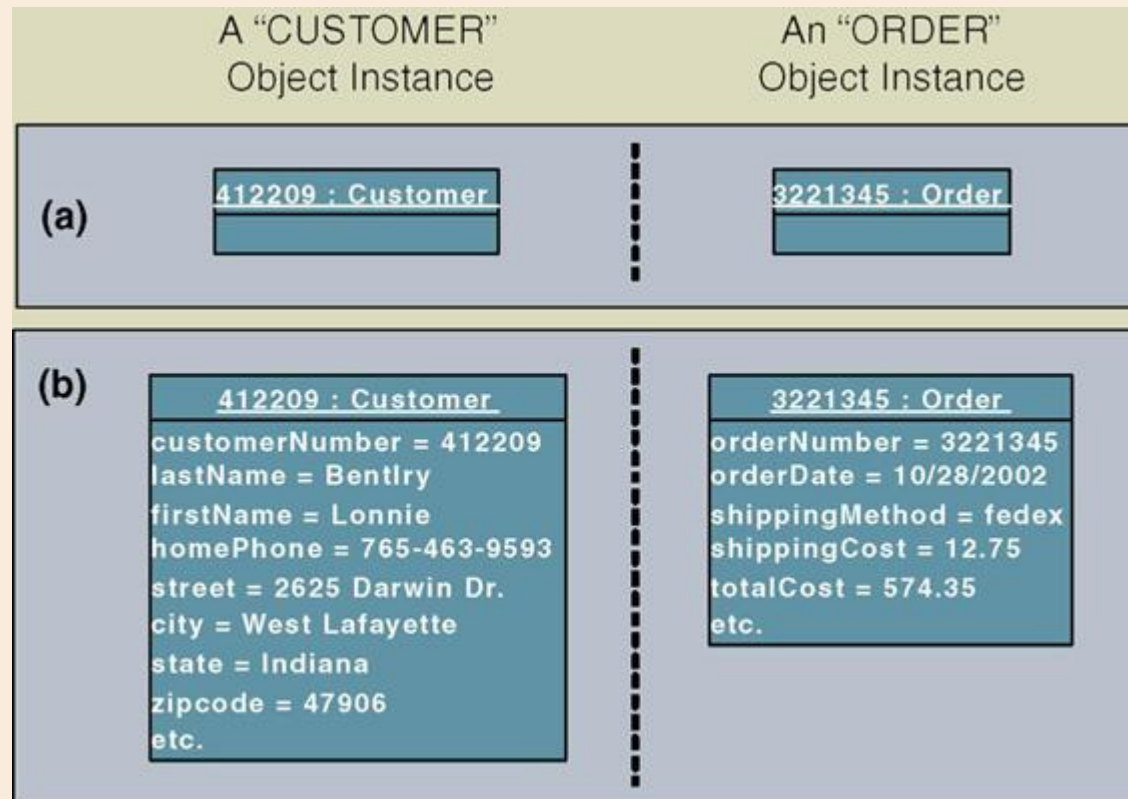 A “CUSTOMER”
Object Instance
An “ORDER”
Object Instance
(a)
412209 : Customer
3221345 : Order
(b)
412209 : Customer
customerNumber = 412209
lastName = Bentlry
firstName = Lonnie
homePhone = 765-463-9593
street = 2625 Darwin Dr.
city = West Lafayette
state = Indiana
zipcode = 47906
etc.
3221345 : Order
orderNumber = 3221345
orderDate = 10/28/2002
shippingMethod = fedex
shippingCost = 12.75
totalCost = 574.35
etc.